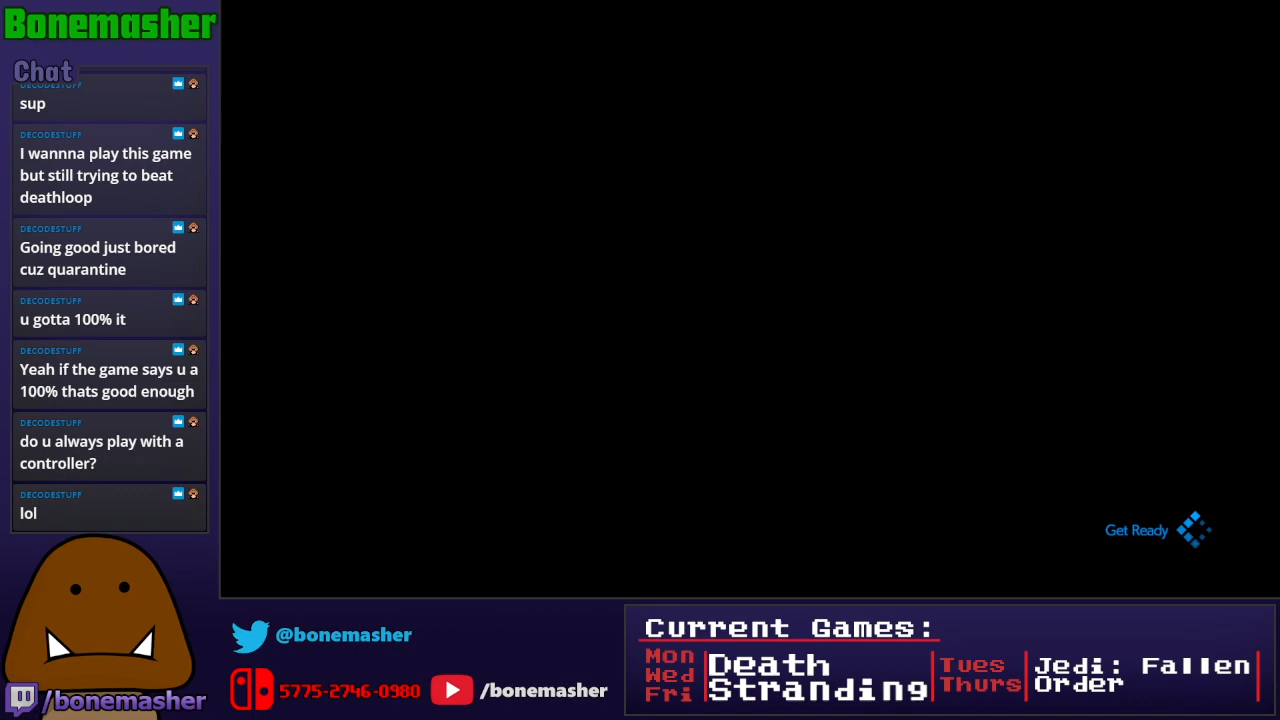 Bonemasher
Chat
DECODESTUFF
sup
DECODESTUFF
I wannna play this game
but still trying to beat
deathloop
DECODESTUFF
Going good just bored
cuz quarantine
DECODESTUFF
u gotta 100% it
DECODESTUFF
Yeah if the game says u a
100% thats good enough
DECODESTUFF
do u always play with a
controller?
DECODESTUFF
lol
Get Ready
/bonemasher
@bonemasher
5775-2746-0980
/bonemasher
Current Games:
Mon
Wed
Fri
Death
Stranding
Tues
Thurs
Jedi: Fallen
Order